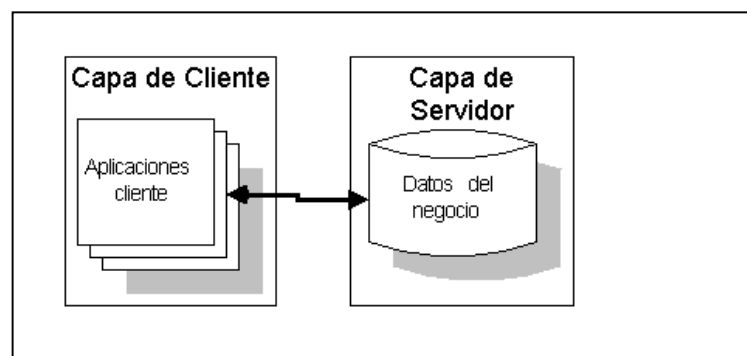 Capa de Cliente
Aplicaciones
cliente
Capa de
Servidor
Datos del
negocio